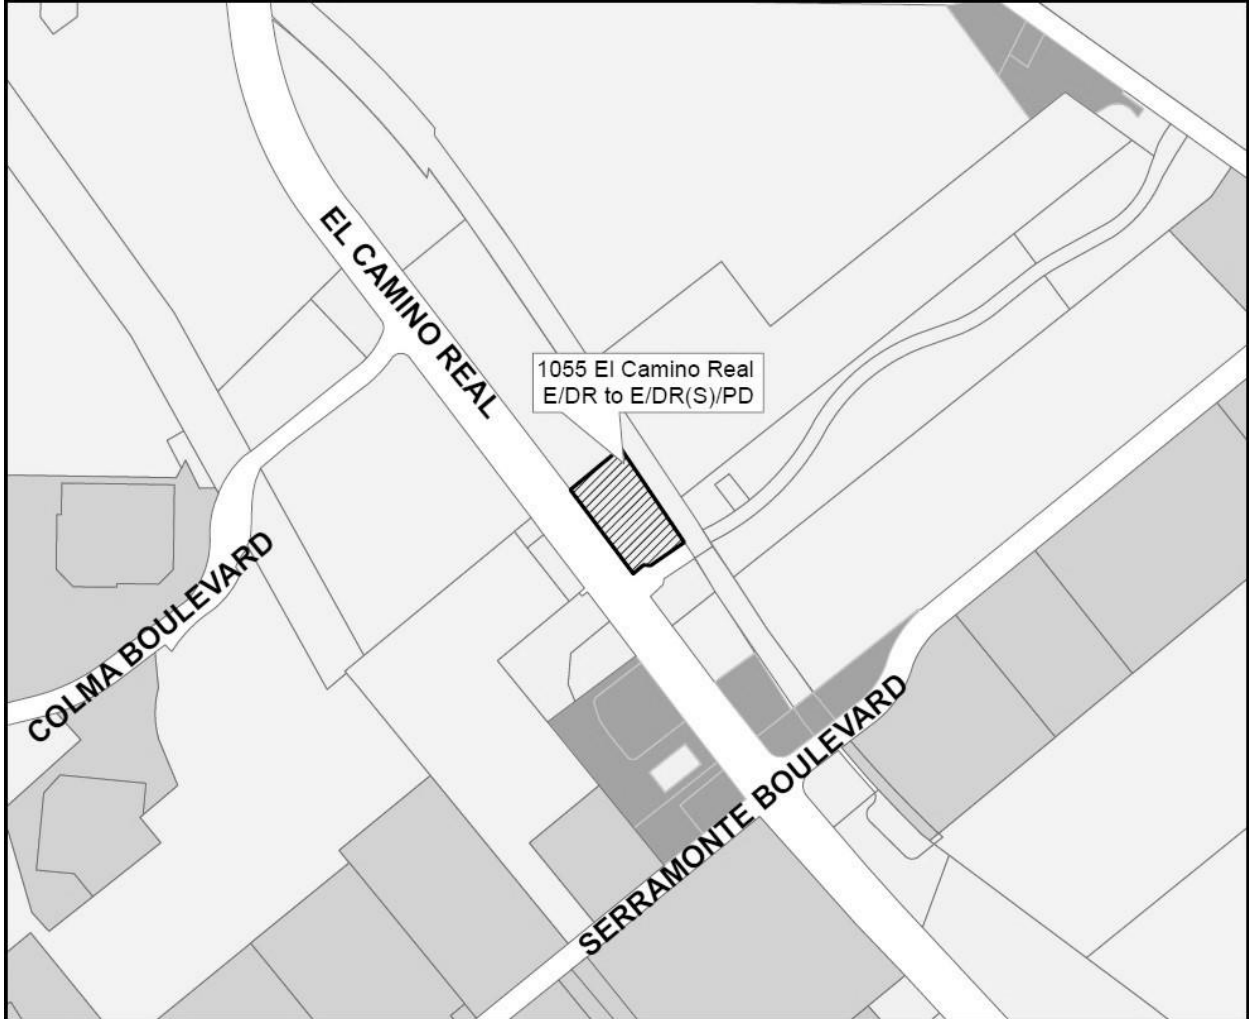 EL CAMINO REAL
1055 El Camino Real
E/DR to E/DR(S)/PD
COLMA BOULEVARD
SERRAMONTE BOULEVARD